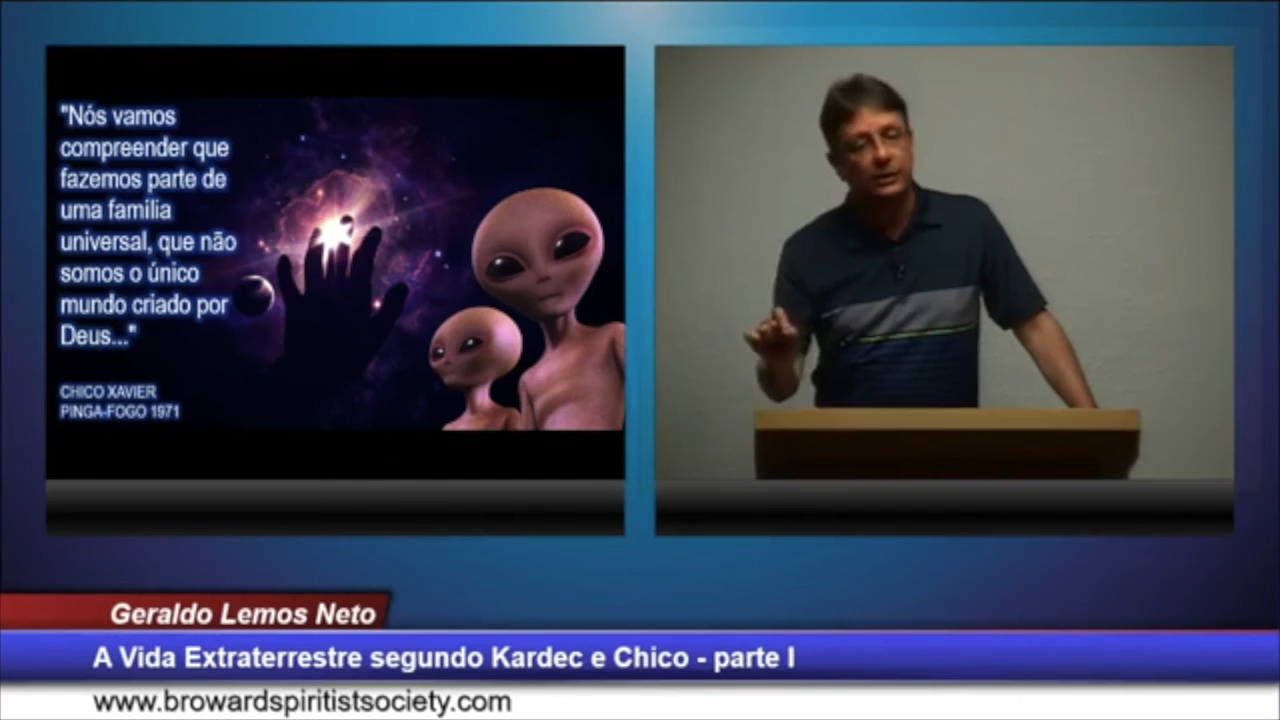 "Nós vamos
compreender que
fazemos parte de
uma família
universal, que não
somos o único
mundo criado por
Deus..."
CHICO XAVIER
PINGA-FOGO 1971
Geraldo Lemos Neto
A Vida Extraterrestre segundo Kardec e Chico - parte I
www.browardspiritistsociety.com